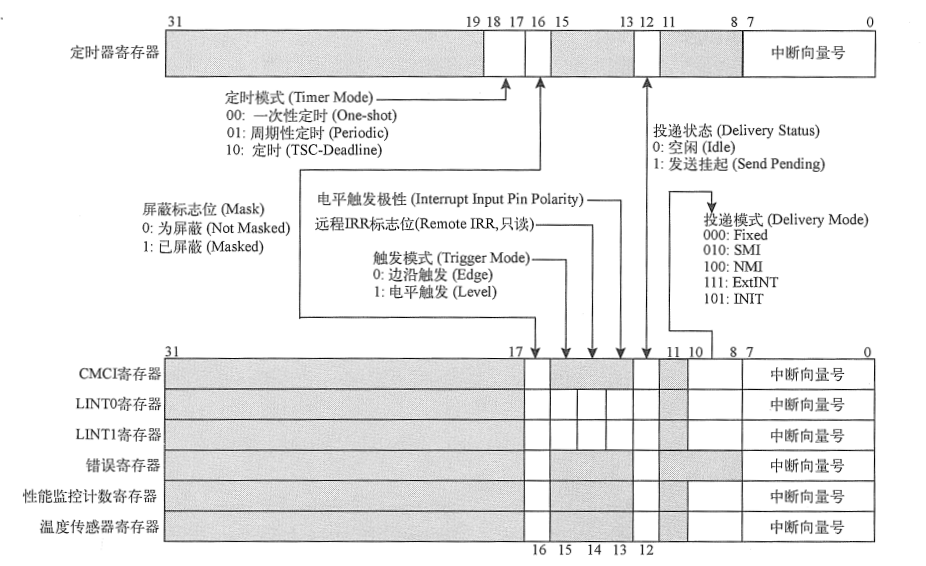 31 19 18 17 16 15 13 12 11 8 7 0
定时器寄存器 中断向量号
定时模式 (Timer Mode)
00: 一次性定时 (One-shot)
01: 周期性定时 (Periodic)
10: 定时 (TSC-Deadline)
投递状态 (Delivery Status)
0: 空闲 (Idle)
1: 发送挂起 (Send Pending)
屏蔽标志位 (Mask)
0: 为屏蔽 (Not Masked)
1: 已屏蔽 (Masked)
电平触发极性 (Interrupt Input Pin Polarity)
远程IRR标志位(Remote IRR,只读)
触发模式 (Trigger Mode)
0: 边沿触发 (Edge)
1: 电平触发 (Level)
投递模式 (Delivery Mode)
000: Fixed
010: SMI
100: NMI
111: ExtINT
101: INIT
31 17 11 10 8 7 0
CMCI寄存器 中断向量号
LINT0寄存器 中断向量号
LINT1寄存器 中断向量号
错误寄存器 中断向量号
性能监控计数寄存器 中断向量号
温度传感器寄存器 中断向量号
16 15 14 13 12